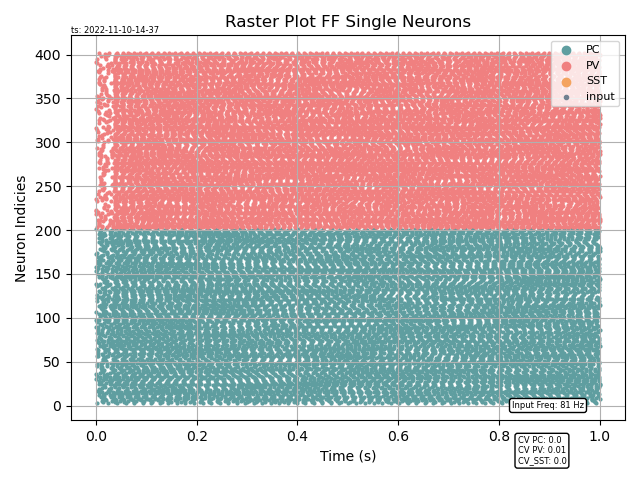 Raster Plot FF Single Neurons
ts: 2022-11-10-14-37
PC
PV
SST
input
Neuron Indicies
400
350
300
250
200
150
100
50
0
Input Freq: 81 Hz
0.0 0.2 0.4 0.6 0.8 1.0
Time (s)
CV PC: 0.0
CV PV: 0.01
CV_SST: 0.0